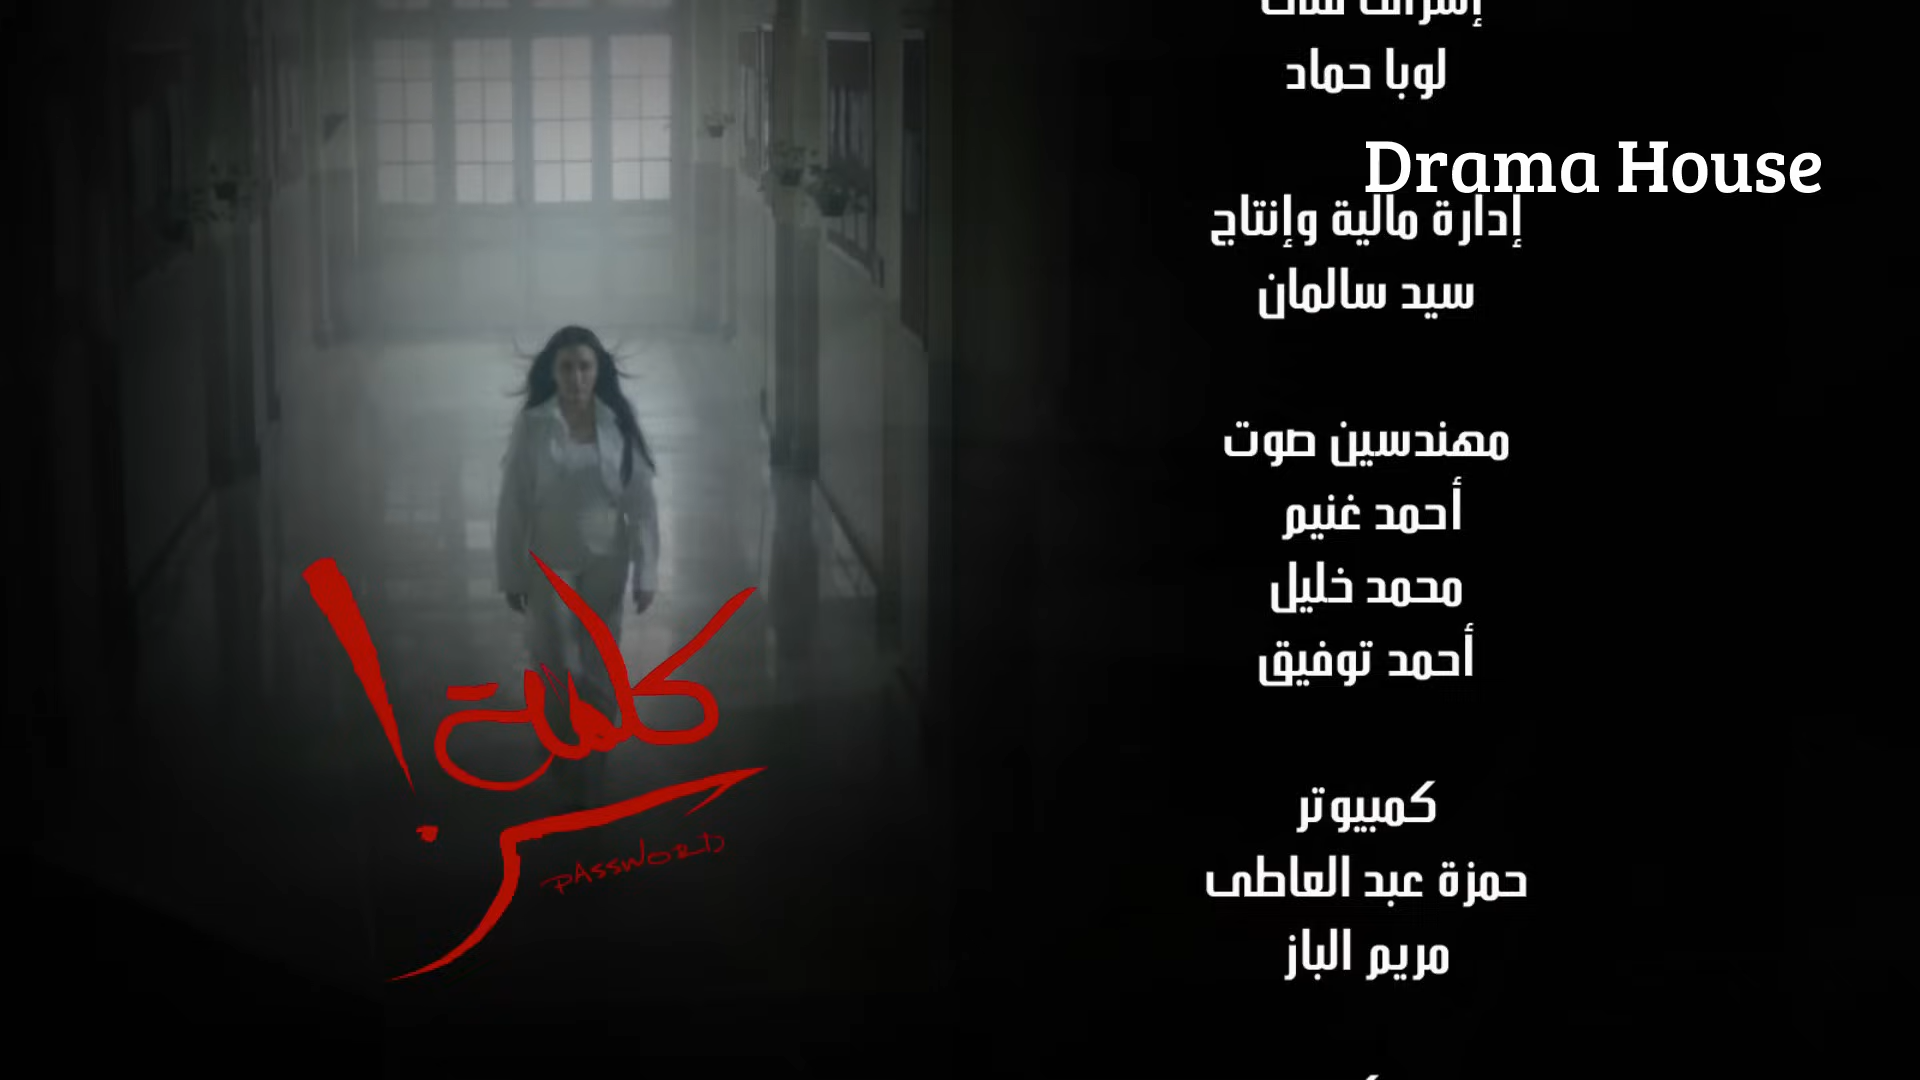 لوبا حماد
Drama House
إدارة مالية وإنتاج
سيد سالمان
مهندسين صوت
أحمد غنيم
محمد خليل
أحمد توفيق
كمبيوتر
حمزة عبد العاطى
مريم الباز
كلمة !
سر
PASSWORD